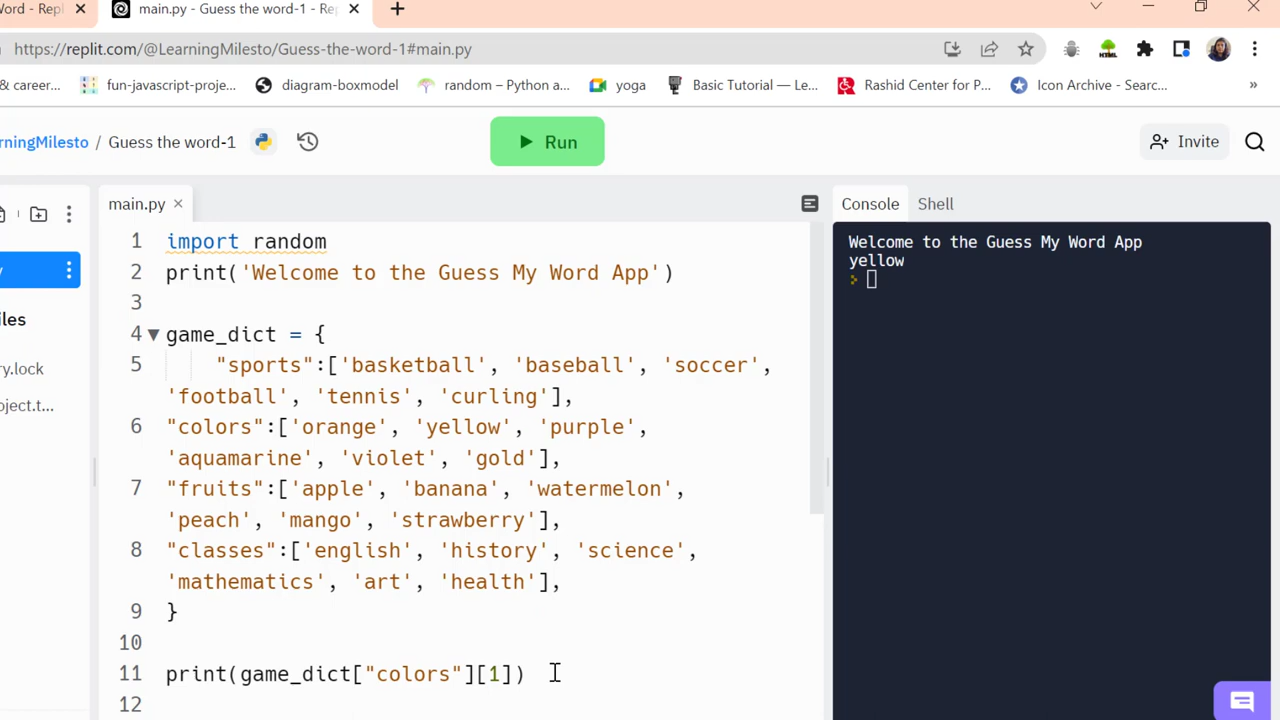 Word - Repl
main.py - Guess the word-1 - Re
https://replit.com/@LearningMilesto/Guess-the-word-1#main.py
& career...
fun-javascript-proje...
diagram-boxmodel
random – Python a...
yoga
Basic Tutorial — Le...
Rashid Center for P...
Icon Archive - Searc...
»
rningMilesto / Guess the word-1
Run
Invite
main.py
Console
Shell
1 import random
2 print('Welcome to the Guess My Word App')
3
4 game_dict = {
5 "sports":['basketball', 'baseball', 'soccer',
'football', 'tennis', 'curling'],
6 "colors":['orange', 'yellow', 'purple',
'aquamarine', 'violet', 'gold'],
7 "fruits":['apple', 'banana', 'watermelon',
'peach', 'mango', 'strawberry'],
8 "classes":['english', 'history', 'science',
'mathematics', 'art', 'health'],
9 }
10
11 print(game_dict["colors"][1])
12
Welcome to the Guess My Word App
yellow
y
iles
ry.lock
oject.t...
HTML